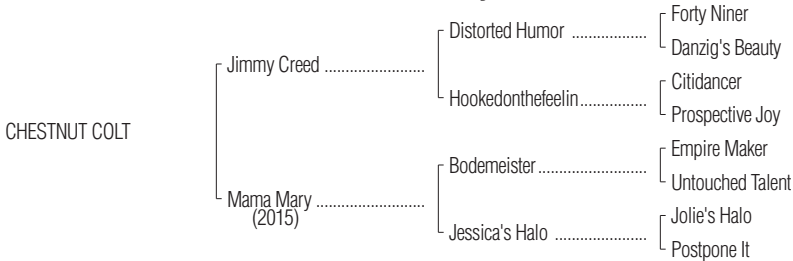 Forty Niner
Distorted Humor ..................
Danzig's Beauty
Jimmy Creed ........................
Citidancer
Hookedonthefeelin................
Prospective Joy
CHESTNUT COLT
Empire Maker
Bodemeister..........................
Untouched Talent
Mama Mary ..........................
(2015)
Jolie's Halo
Jessica's Halo ......................
Postpone It